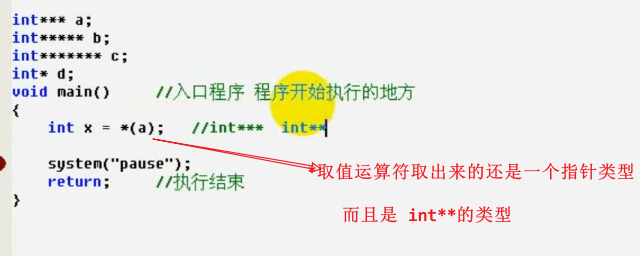 int*** a;
int***** b;
int******* c;
int* d;
void main()     //入口程序 程序开始执行的地方
{
    int x = *(a);   //int***  int**
    system("pause");
    return;     //执行结束
}
*取值运算符取出来的还是一个指针类型
而且是 int**的类型